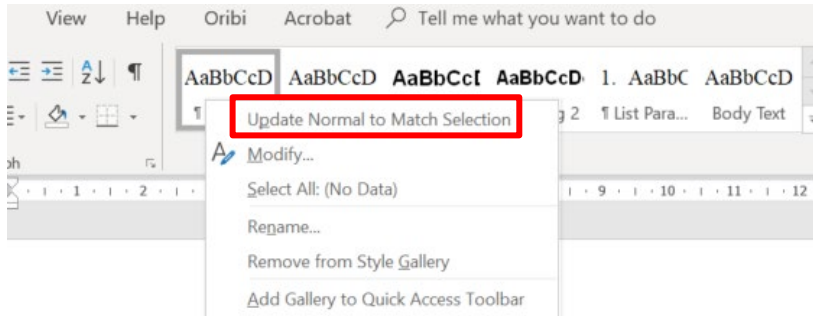 View Help Oribi Acrobat Tell me what you want to do
AaBbCcD AaBbCcD AaBbCcI AaBbCcD 1. AaBbC AaBbCcD
¶ g 2 ¶ List Para... Body Text
Update Normal to Match Selection
Modify...
ph
Select All: (No Data)
1 2 9 10 11 12
Rename...
Remove from Style Gallery
Add Gallery to Quick Access Toolbar